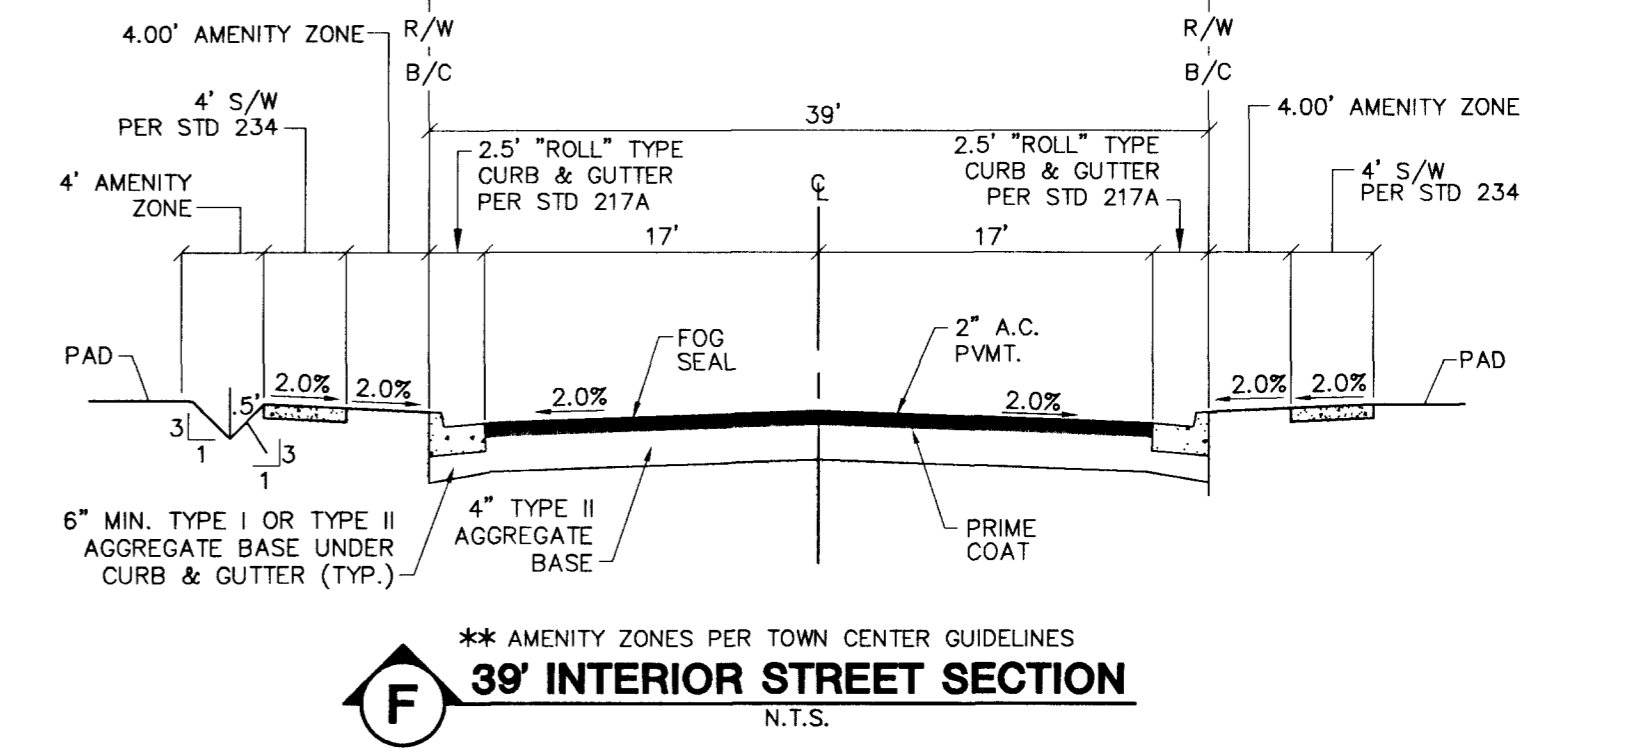 4.00' AMENITY ZONE
R/W
B/C
R/W
B/C
4' S/W
PER STD 234
39'
4.00' AMENITY ZONE
4' AMENITY
ZONE
2.5' "ROLL" TYPE
CURB & GUTTER
PER STD 217A
℄
2.5' "ROLL" TYPE
CURB & GUTTER
PER STD 217A
4' S/W
PER STD 234
17'
17'
PAD
FOG
SEAL
2" A.C.
PVMT.
PAD
2.0%
2.0%
2.0%
2.0%
2.0%
2.0%
.5'
3
1
3
1
6" MIN. TYPE I OR TYPE II
AGGREGATE BASE UNDER
CURB & GUTTER (TYP.)
4" TYPE II
AGGREGATE
BASE
PRIME
COAT
** AMENITY ZONES PER TOWN CENTER GUIDELINES
F
39' INTERIOR STREET SECTION
N.T.S.